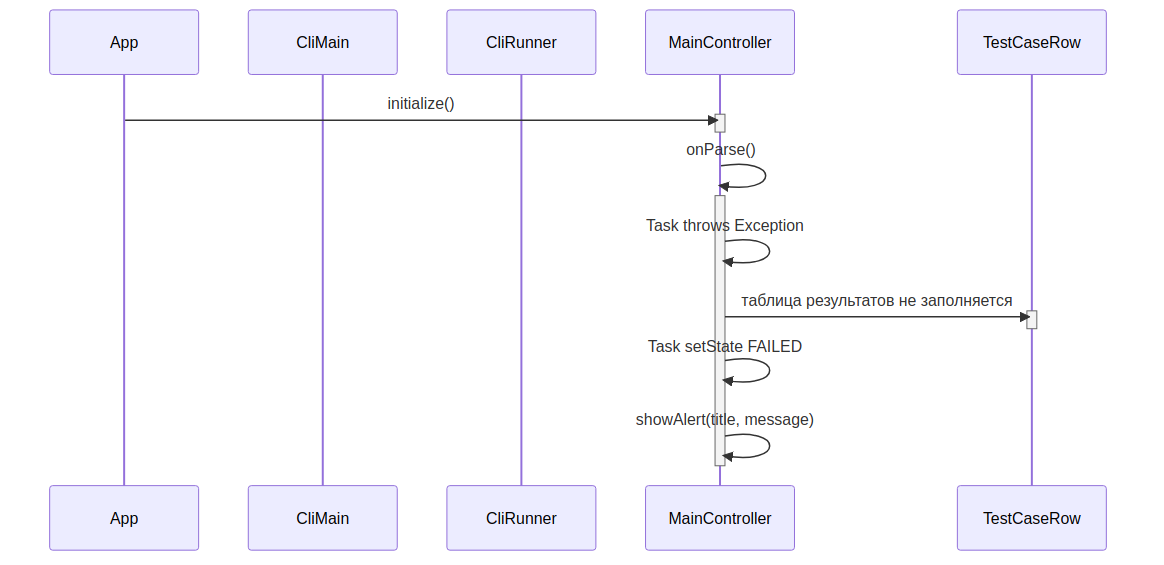 App
CliMain
CliRunner
MainController
TestCaseRow
initialize()
onParse()
Task throws Exception
таблица результатов не заполняется
Task setState FAILED
showAlert(title, message)
App
CliMain
CliRunner
MainController
TestCaseRow